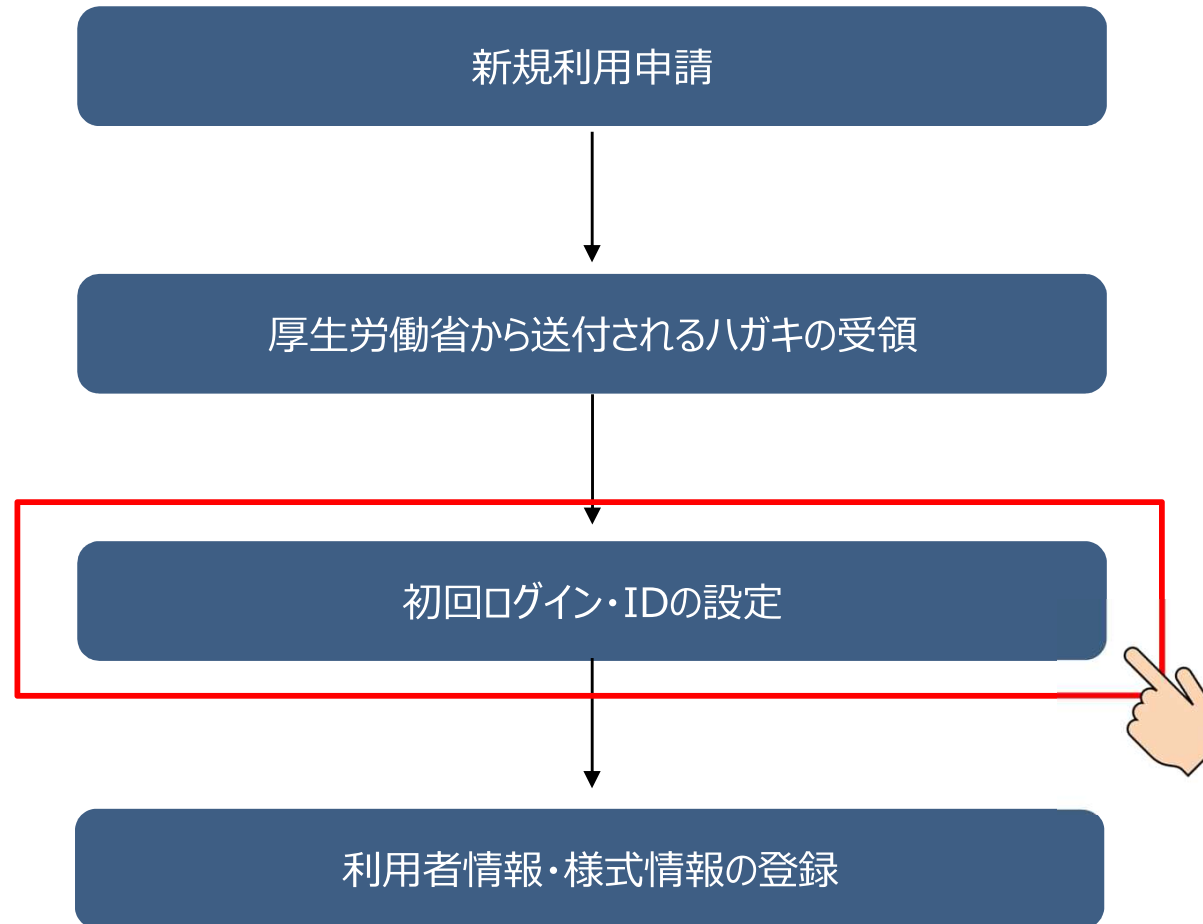 新規利用申請
厚生労働省から送付されるハガキの受領
初回ログイン・IDの設定
利用者情報・様式情報の登録